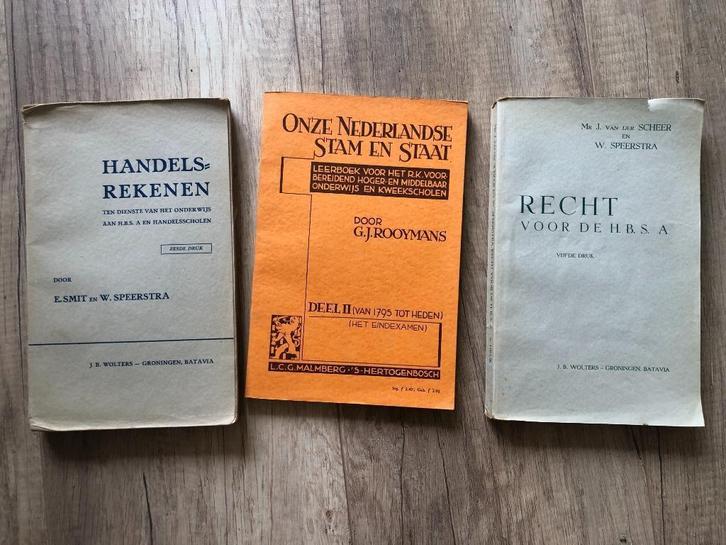 HANDELS=
REKENEN
TEN DIENSTE VAN HET ONDERWIJS
AAN H.B.S. A EN HANDELSSCHOLEN
DRUK
DOOR
E. SMIT EN W. SPEERSTRA
J. B. WOLTERS — GRONINGEN, BATAVIA
ONZE NEDERLANDSE
STAM EN STAAT
LEERBOEK VOOR HET R.K. VOOR-
BEREIDEND HOGER- EN MIDDELBAAR
ONDERWIJS EN KWEEKSCHOLEN
DOOR
G.J. ROOYMANS
DEEL II (VAN 1795 TOT HEDEN)
(HET EINDEXAMEN)
L.C.G. MALMBERG - 'S-HERTOGENBOSCH
MR J. VAN DER SCHEER
EN
W. SPEERSTRA
RECHT
VOOR DE H.B.S. A
VIJFDE DRUK
J. B. WOLTERS – GRONINGEN, BATAVIA